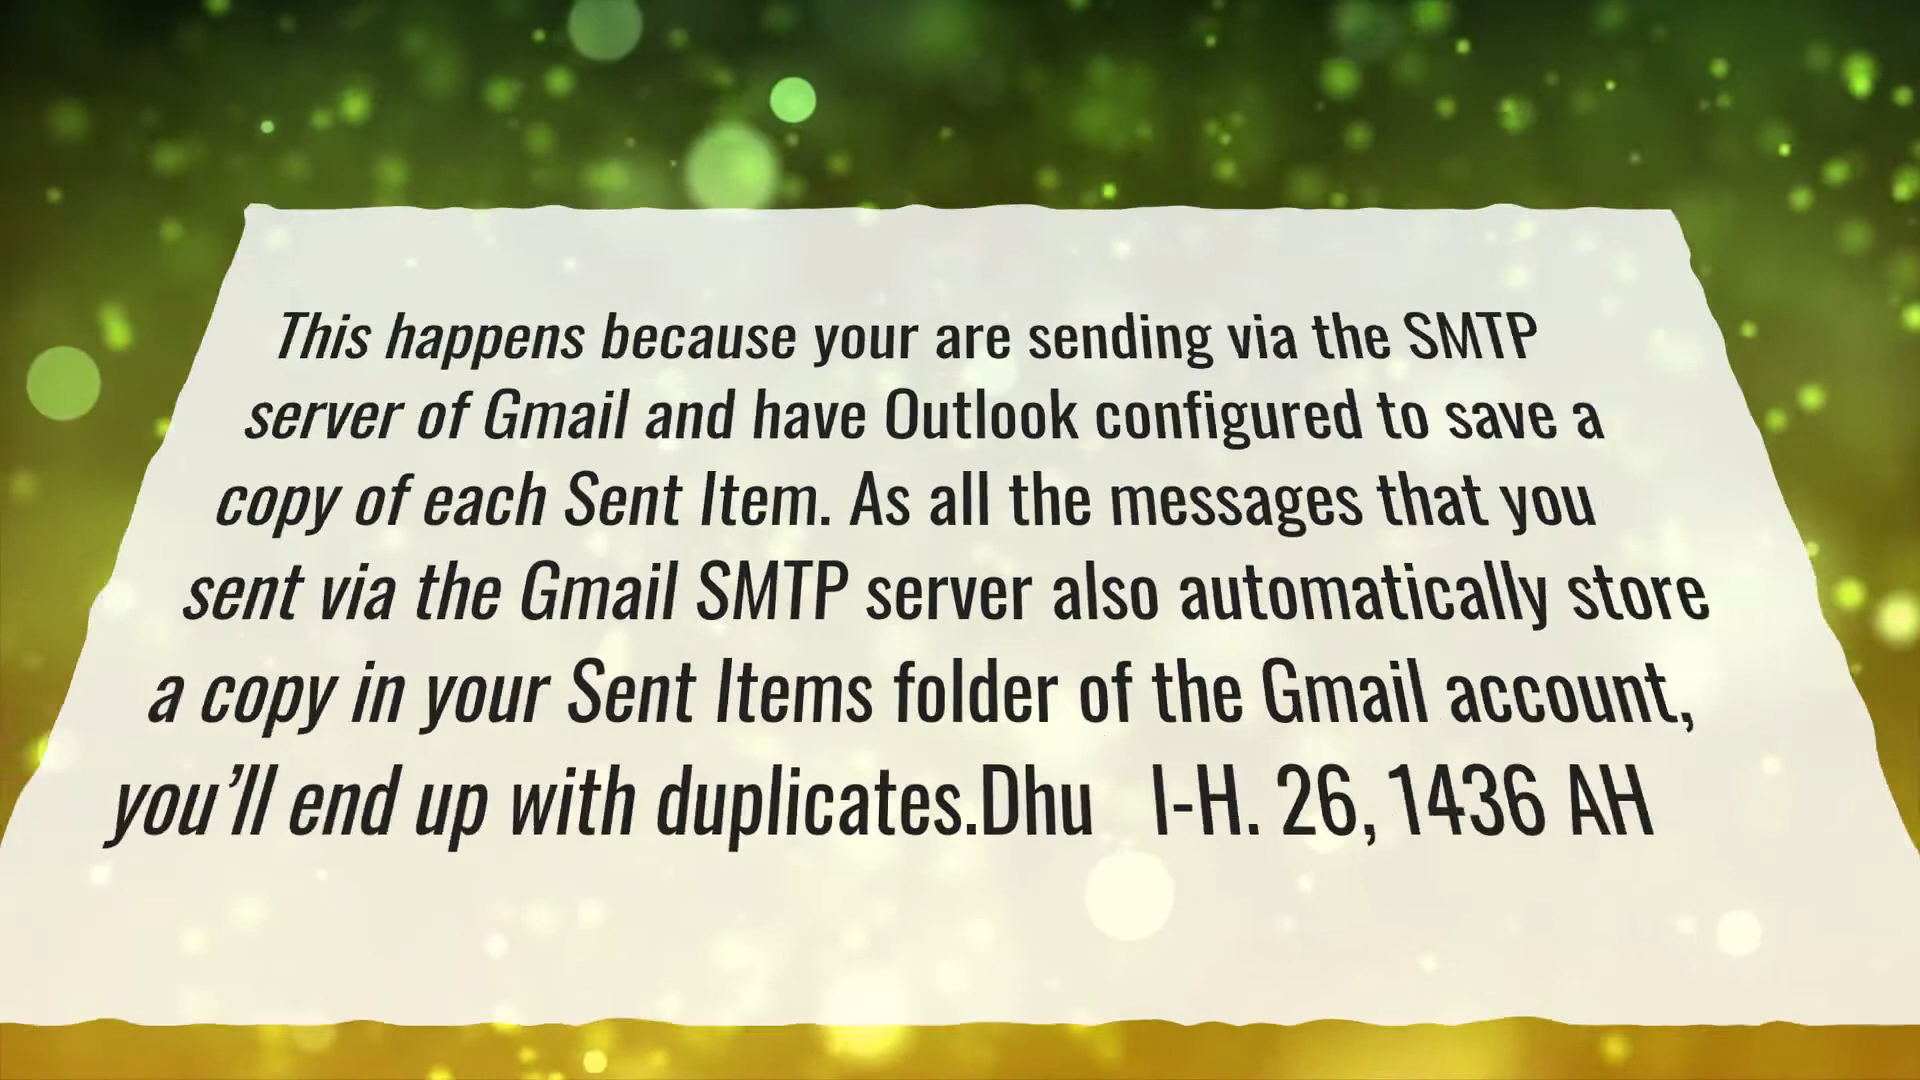 This happens because your are sending via the SMTP
server of Gmail and have Outlook configured to save a
copy of each Sent Item. As all the messages that you
sent via the Gmail SMTP server also automatically store
a copy in your Sent Items folder of the Gmail account,
you’ll end up with duplicates.Dhu   I-H. 26, 1436 AH